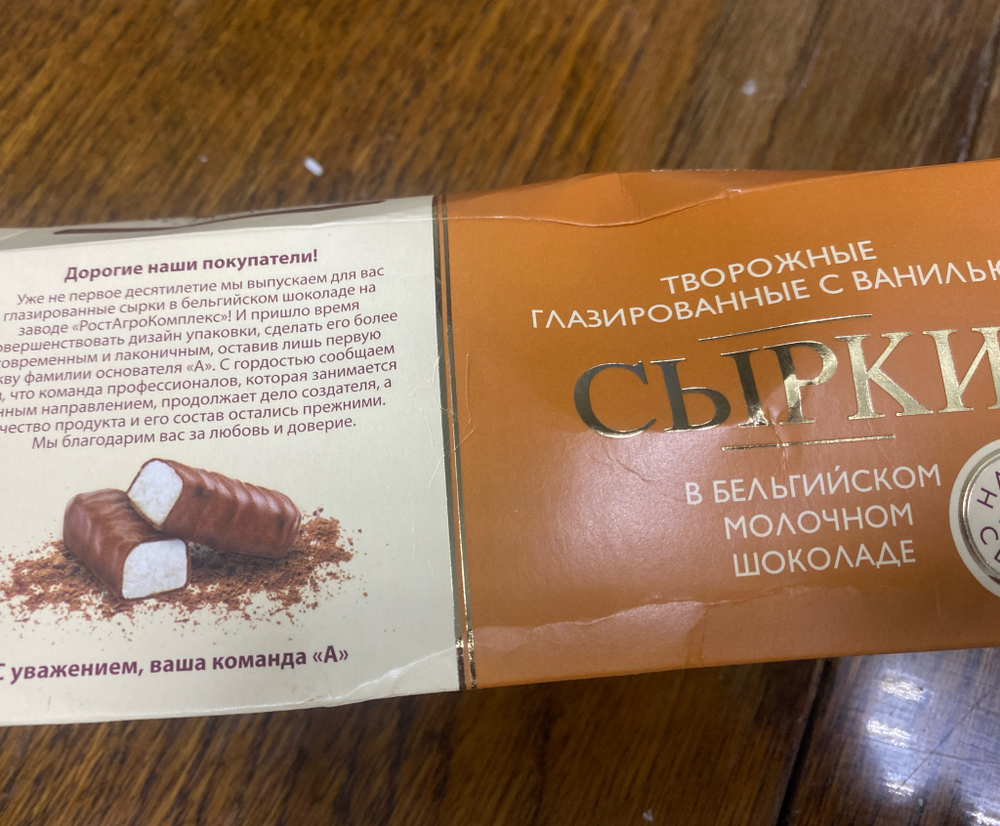 Дорогие наши покупатели!
Уже не первое десятилетие мы выпускаем для вас
глазированные сырки в бельгийском шоколаде на
заводе «РостАгроКомплекс»! И пришло время
овершенствовать дизайн упаковки, сделать его более
овременным и лаконичным, оставив лишь первую
кву фамилии основателя «А». С гордостью сообщаем
, что команда профессионалов, которая занимается
нным направлением, продолжает дело создателя, а
чество продукта и его состав остались прежними.
Мы благодарим вас за любовь и доверие.
С уважением, ваша команда «А»
ТВОРОЖНЫЕ
ГЛАЗИРОВАННЫЕ С ВАНИЛЬЮ
СЫРКИ
В БЕЛЬГИЙСКОМ
МОЛОЧНОМ
ШОКОЛАДЕ